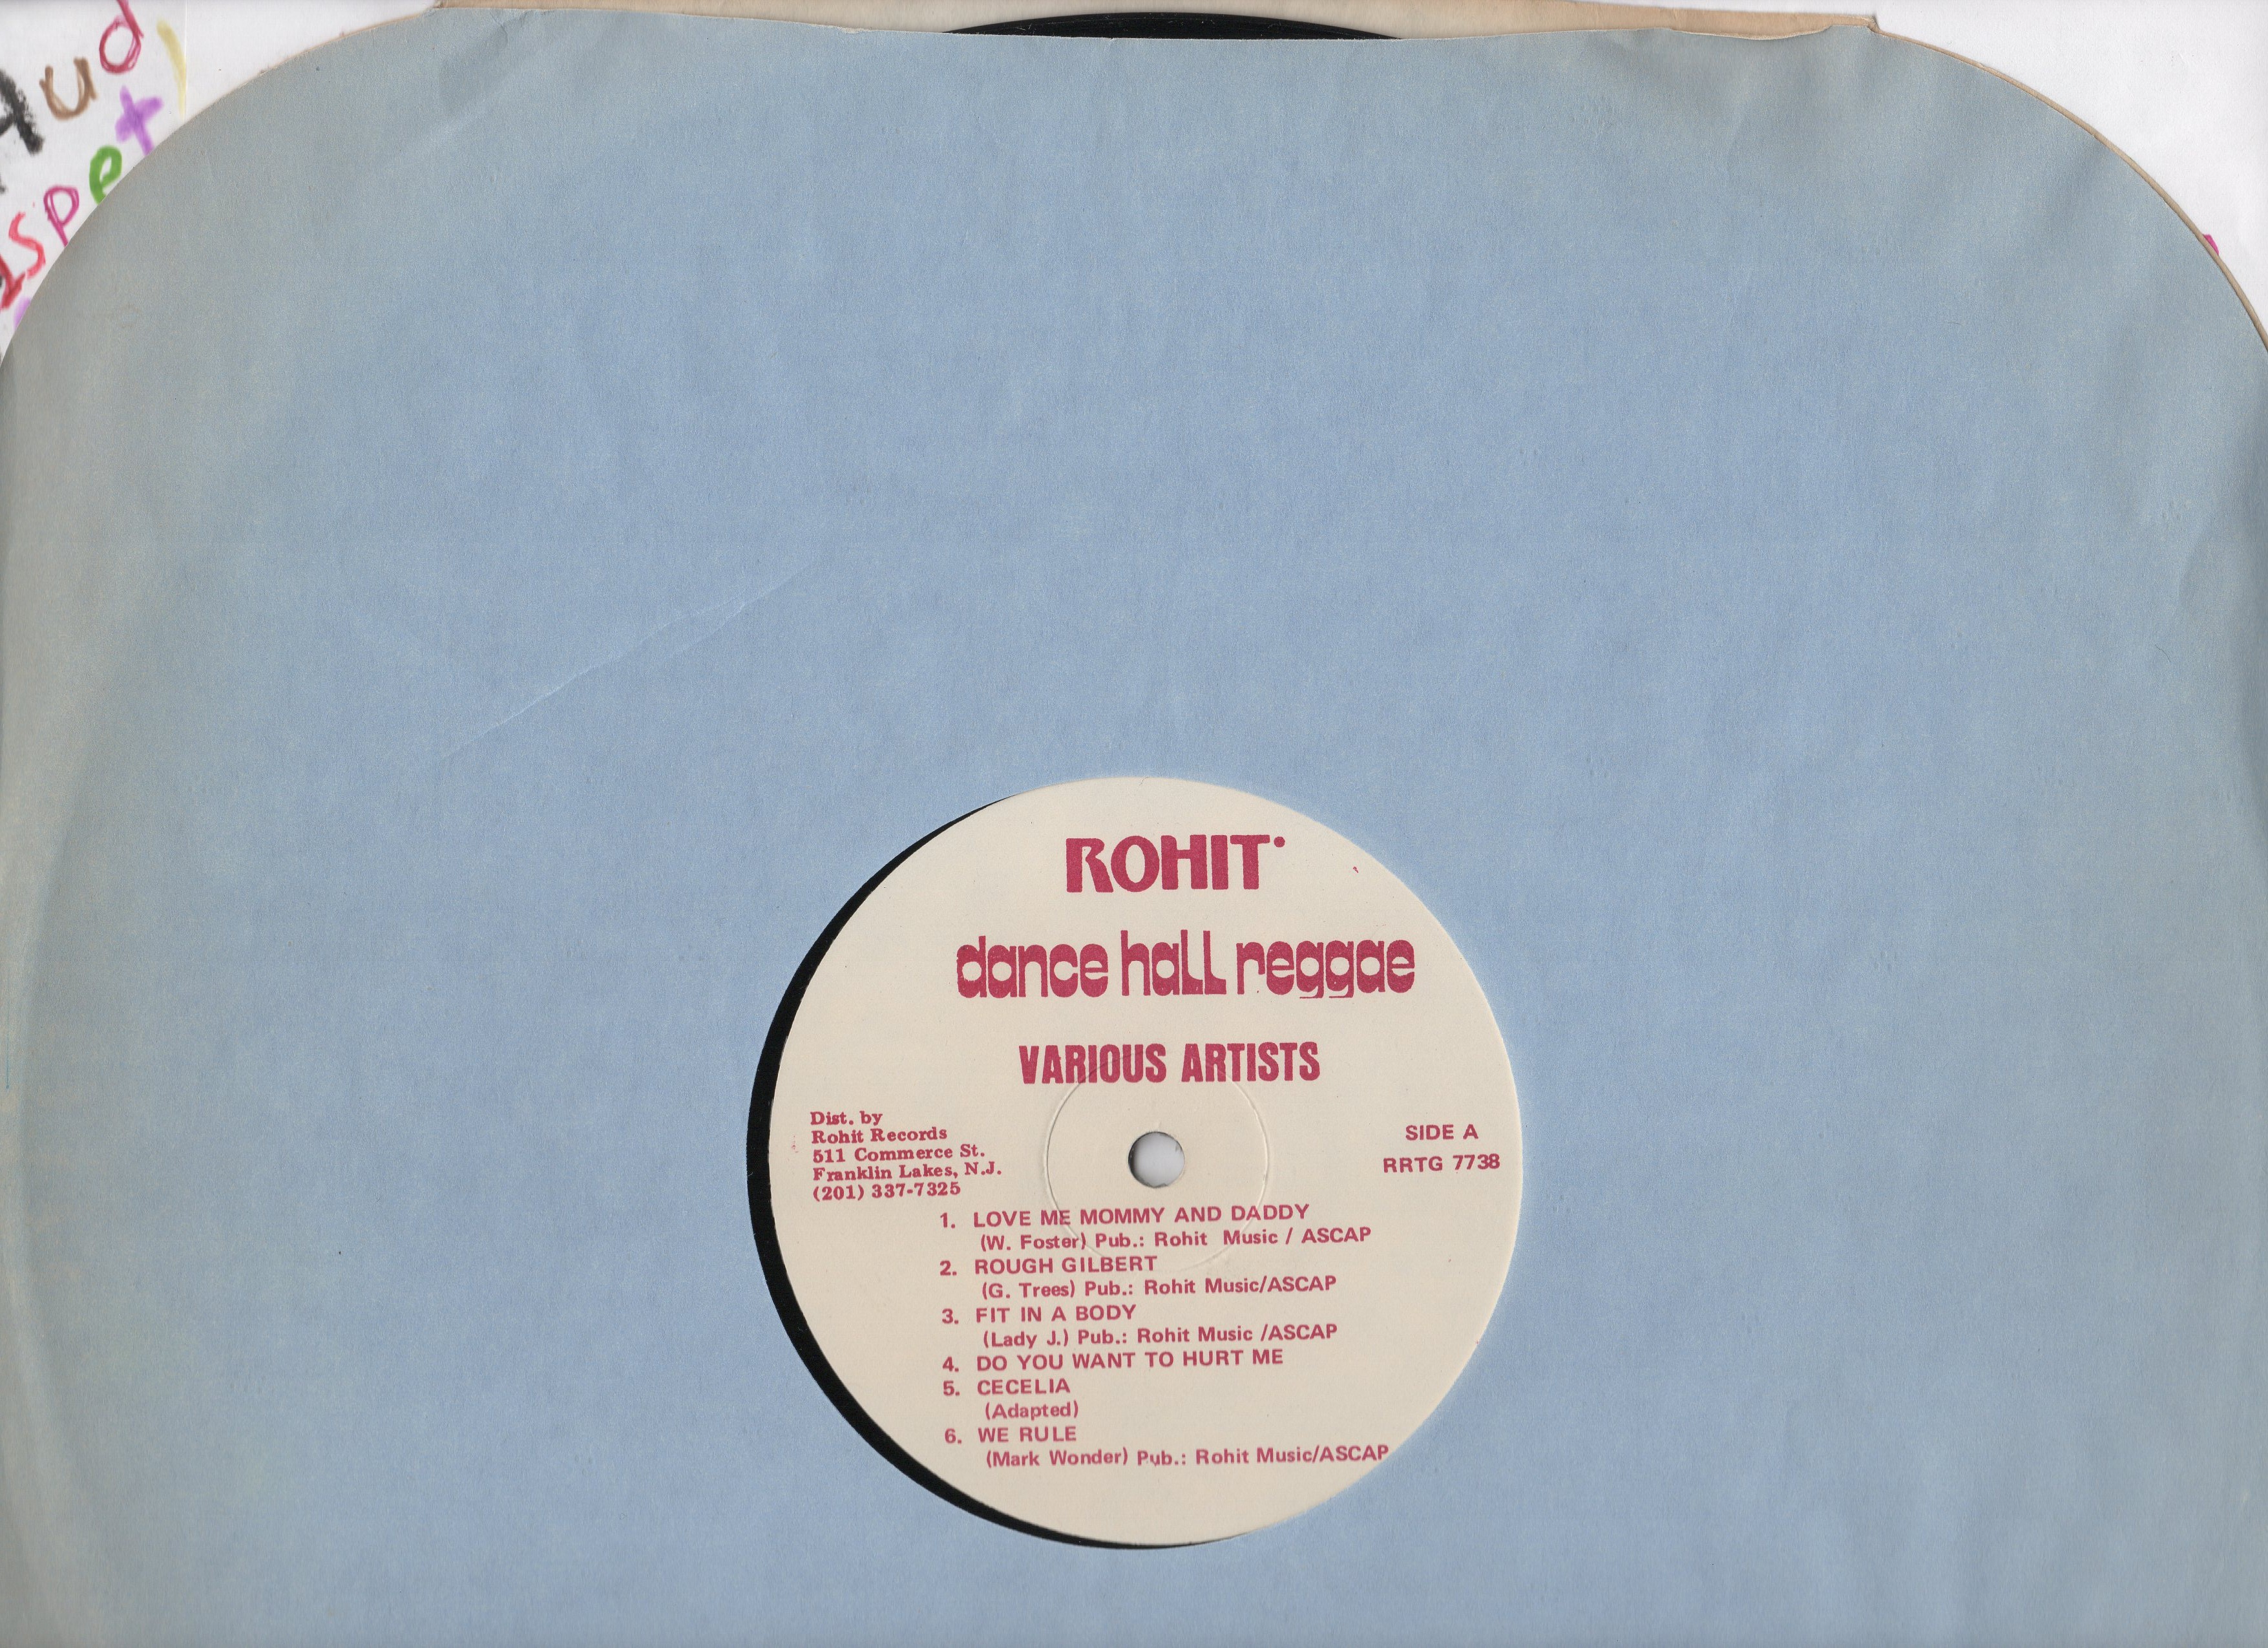 Aud
ispet
ROHIT
dance hall reggae
VARIOUS ARTISTS
Dist. by
Rohit Records
511 Commerce St.
Franklin Lakes, N.J.
(201) 337-7325
SIDE A
RRTG 7738
1. LOVE ME MOMMY AND DADDY
(W. Foster) Pub.: Rohit Music / ASCAP
2. ROUGH GILBERT
(G. Trees) Pub.: Rohit Music/ASCAP
3. FIT IN A BODY
(Lady J.) Pub.: Rohit Music /ASCAP
4. DO YOU WANT TO HURT ME
5. CECELIA
(Adapted)
6. WE RULE
(Mark Wonder) Pub.: Rohit Music/ASCAP